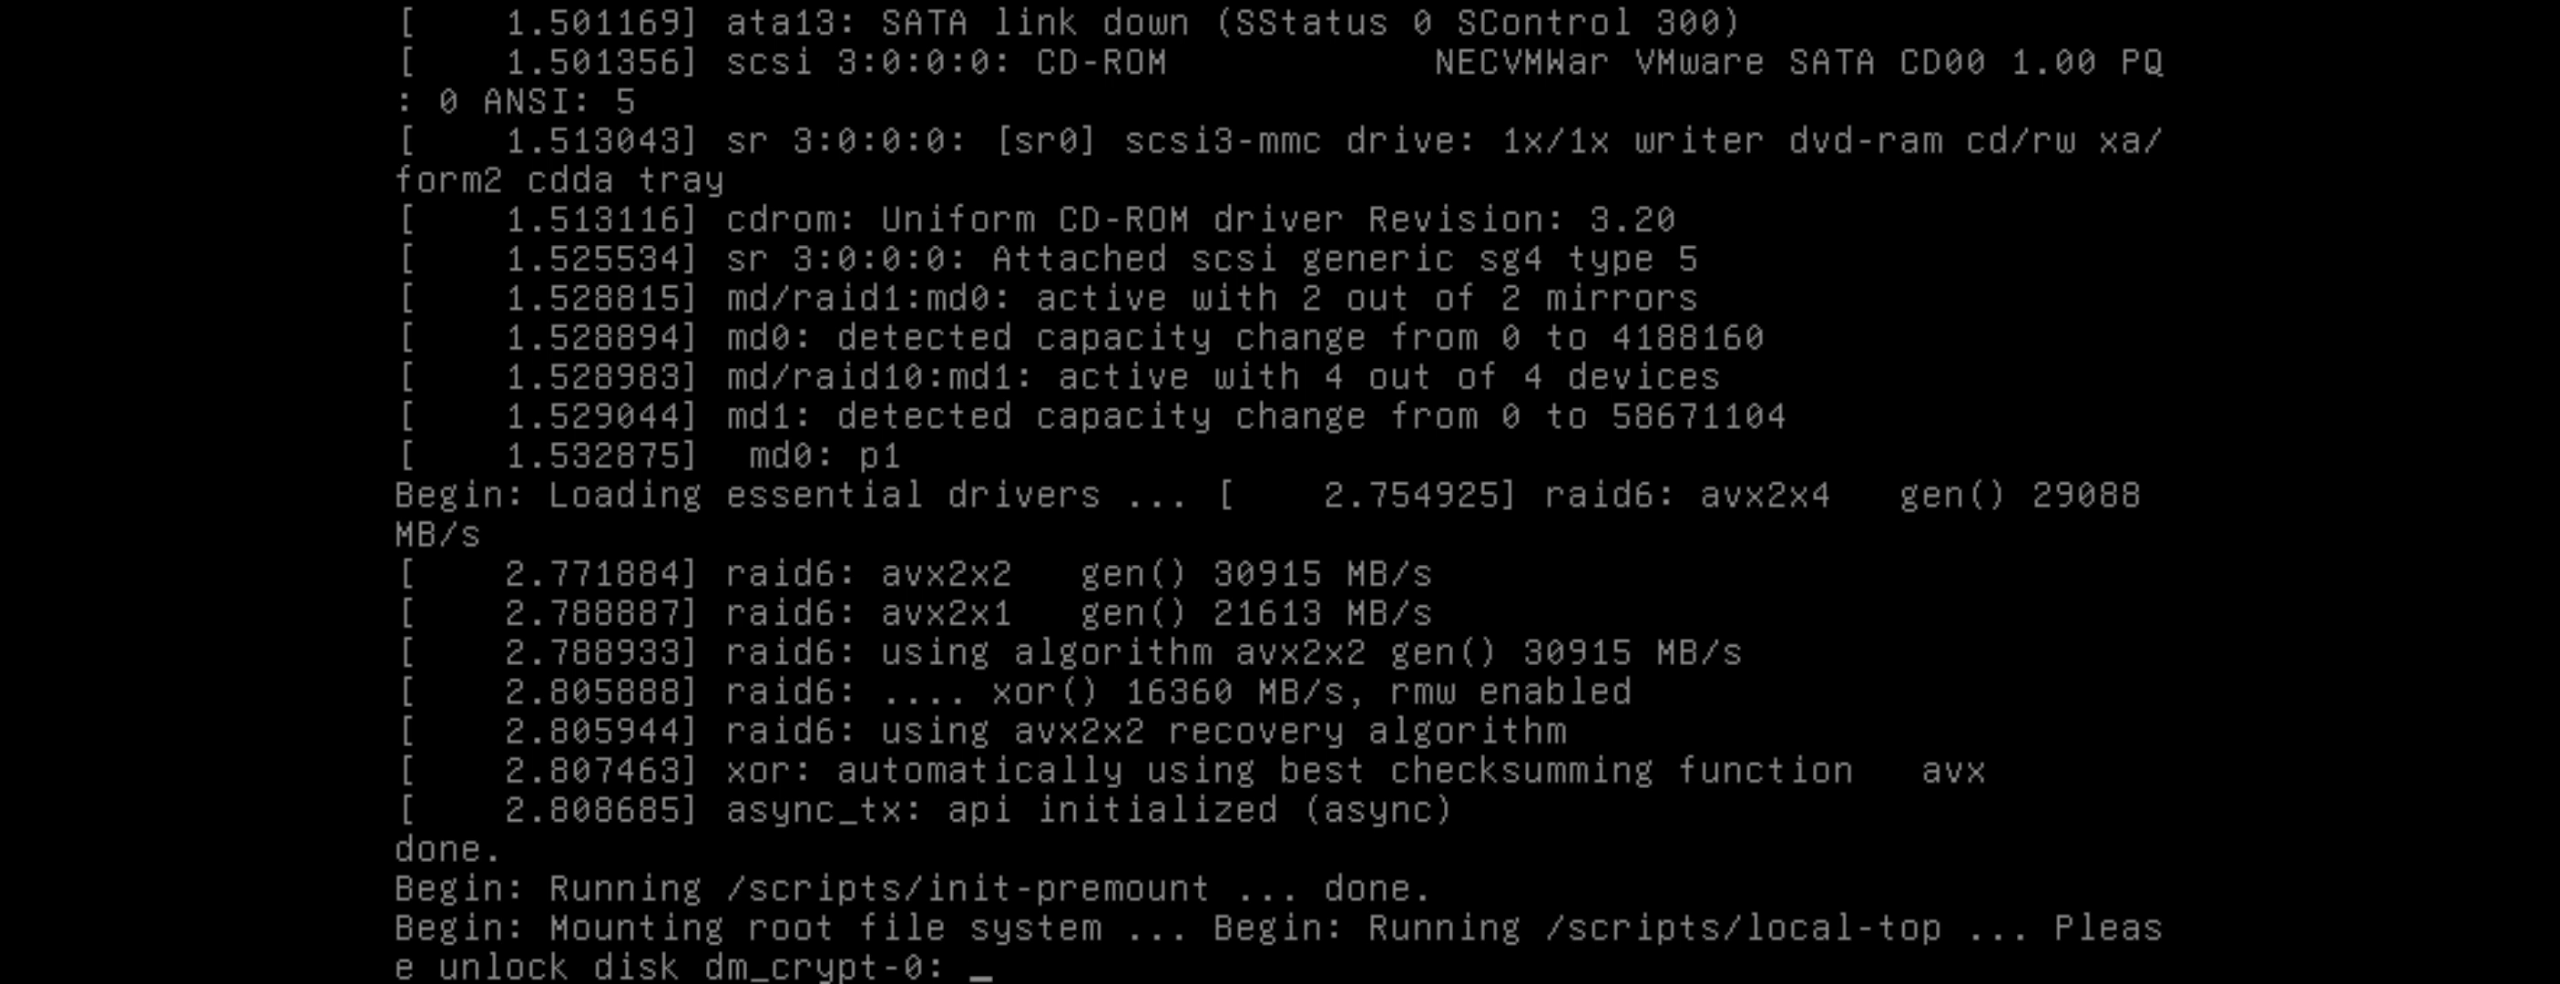 [    1.501169] ata13: SATA link down (SStatus 0 SControl 300)
[    1.501356] scsi 3:0:0:0: CD-ROM            NECVMWar VMware SATA CD00 1.00 PQ
: 0 ANSI: 5
[    1.513043] sr 3:0:0:0: [sr0] scsi3-mmc drive: 1x/1x writer dvd-ram cd/rw xa/
form2 cdda tray
[    1.513116] cdrom: Uniform CD-ROM driver Revision: 3.20
[    1.525534] sr 3:0:0:0: Attached scsi generic sg4 type 5
[    1.528815] md/raid1:md0: active with 2 out of 2 mirrors
[    1.528894] md0: detected capacity change from 0 to 4188160
[    1.528983] md/raid10:md1: active with 4 out of 4 devices
[    1.529044] md1: detected capacity change from 0 to 58671104
[    1.532875]  md0: p1
Begin: Loading essential drivers ... [    2.754925] raid6: avx2x4   gen() 29088
MB/s
[    2.771884] raid6: avx2x2   gen() 30915 MB/s
[    2.788887] raid6: avx2x1   gen() 21613 MB/s
[    2.788933] raid6: using algorithm avx2x2 gen() 30915 MB/s
[    2.805888] raid6: .... xor() 16360 MB/s, rmw enabled
[    2.805944] raid6: using avx2x2 recovery algorithm
[    2.807463] xor: automatically using best checksumming function   avx
[    2.808685] async_tx: api initialized (async)
done.
Begin: Running /scripts/init-premount ... done.
Begin: Mounting root file system ... Begin: Running /scripts/local-top ... Pleas
e unlock disk dm_crypt-0: _